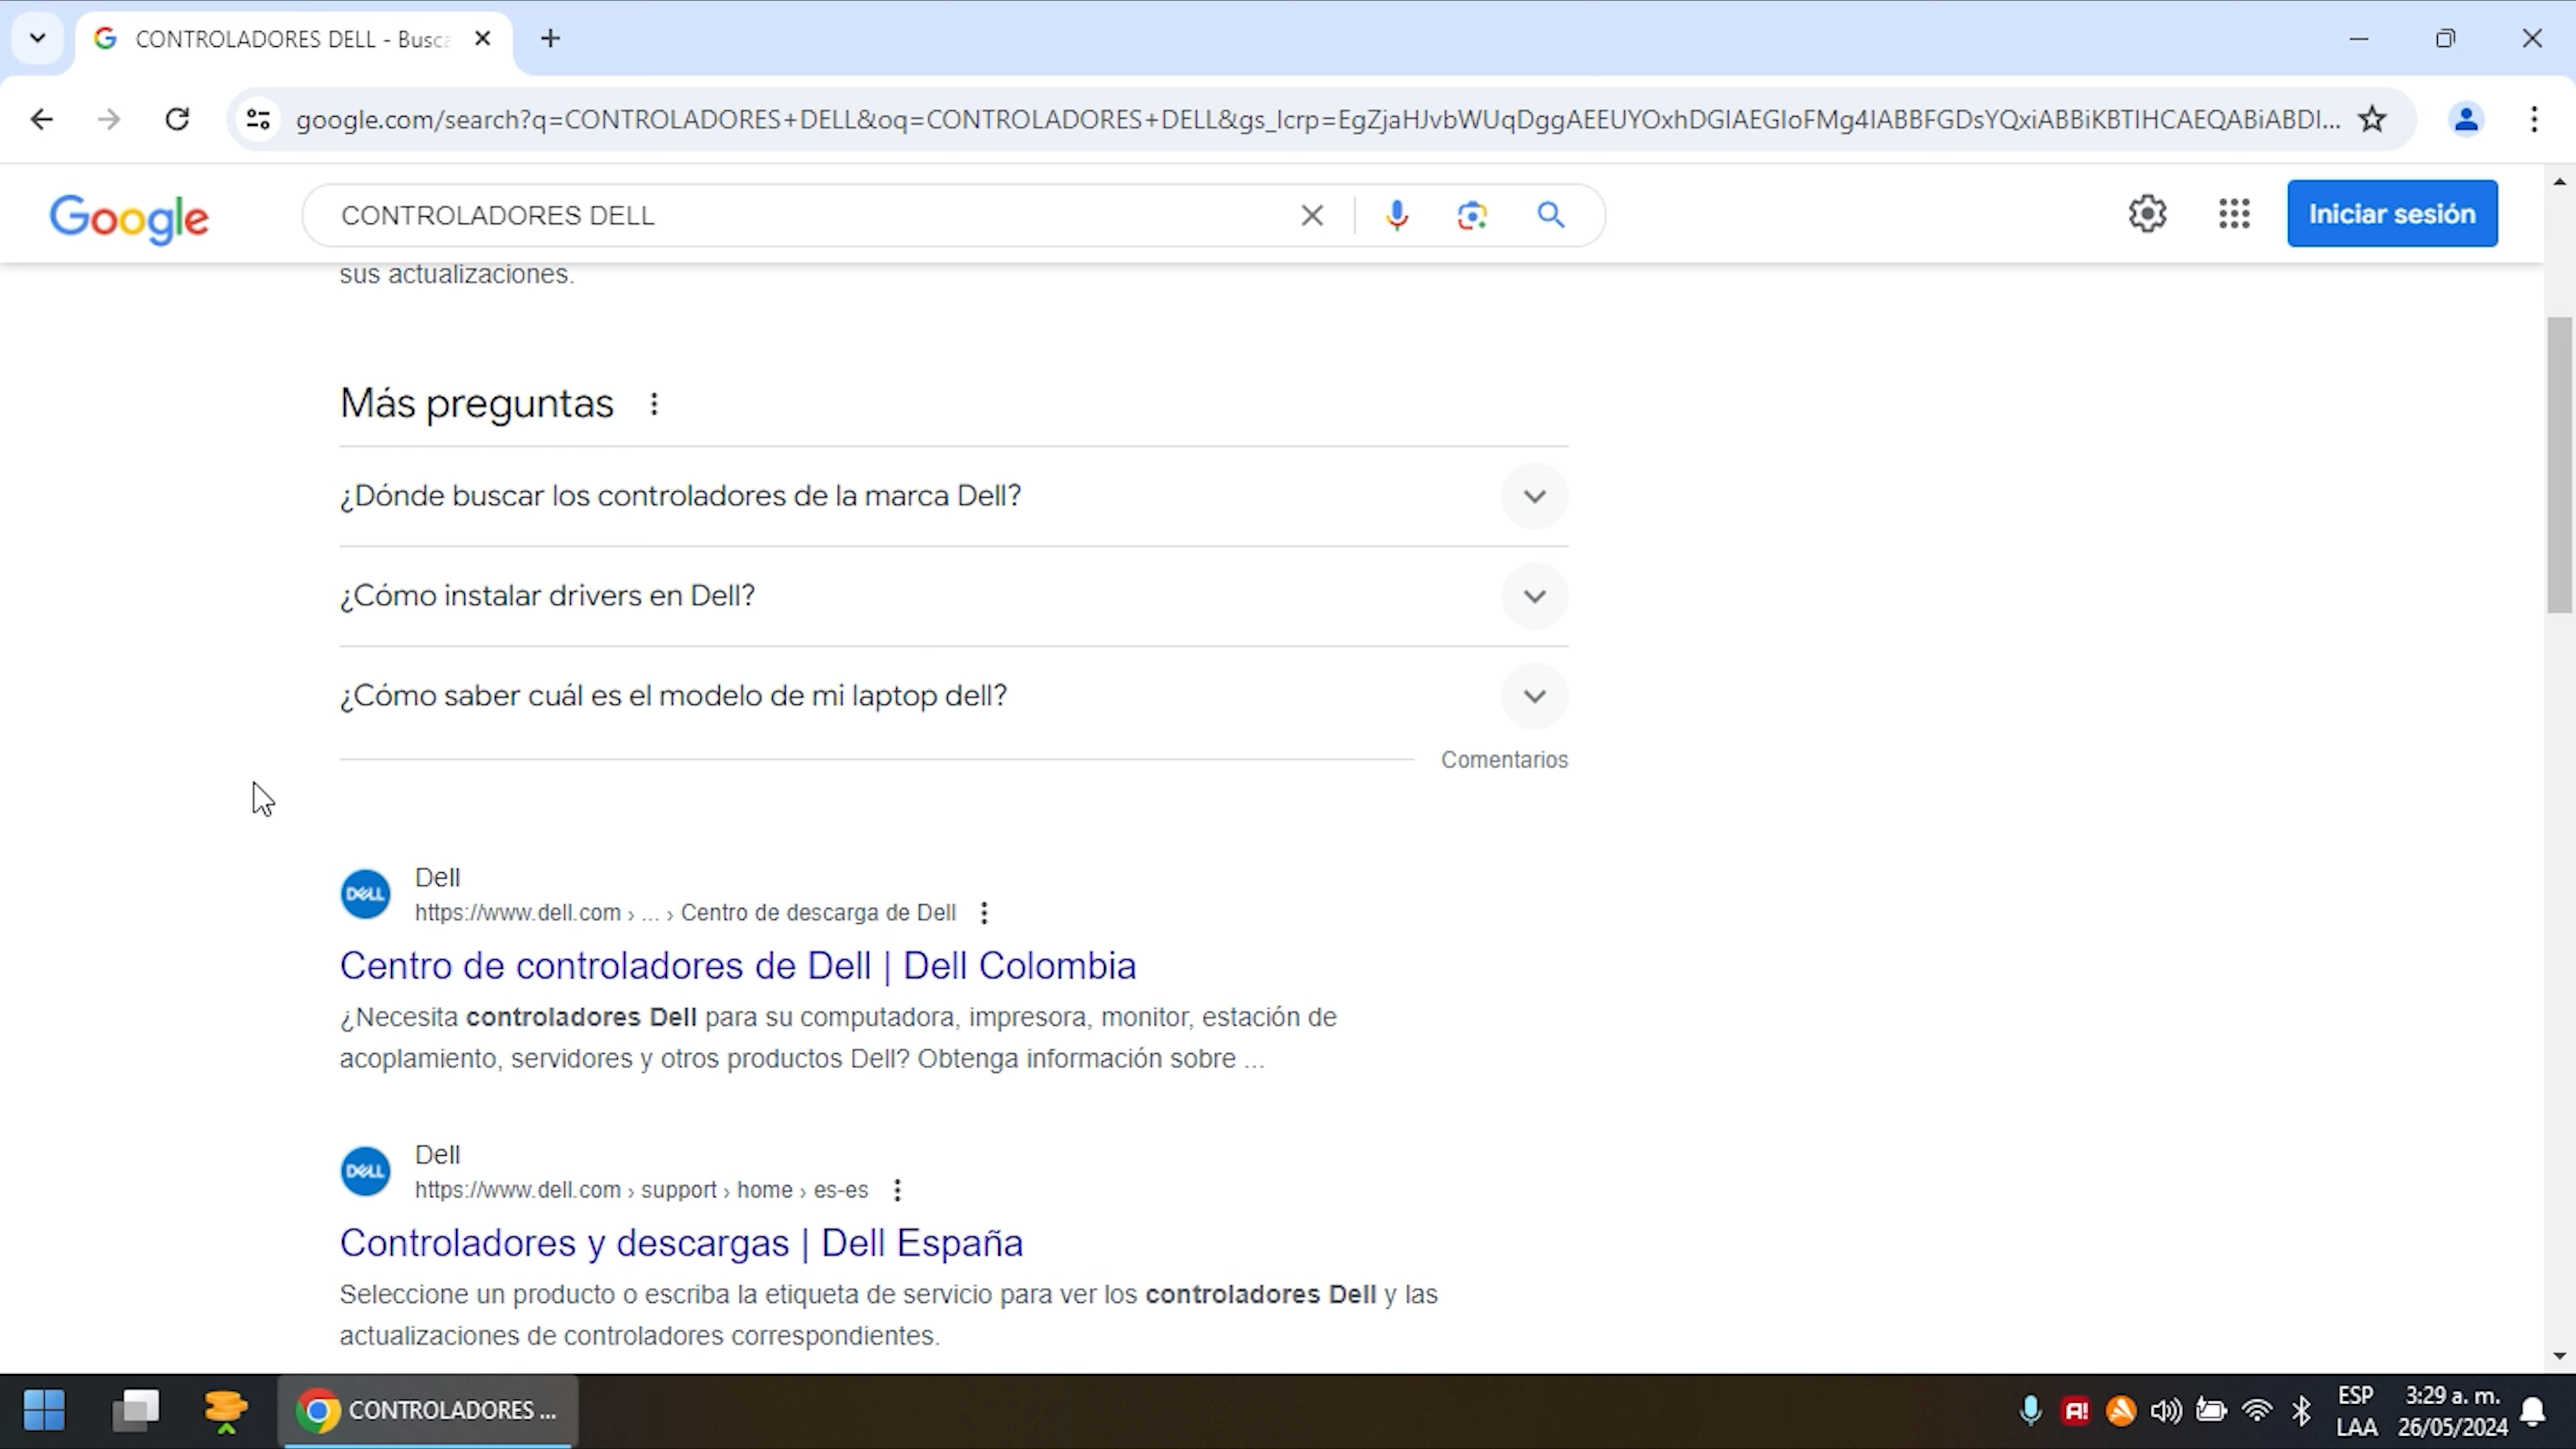 CONTROLADORES DELL - Busca
google.com/search?q=CONTROLADORES+DELL&oq=CONTROLADORES+DELL&gs_lcrp=EgZjaHJvbWUqDggAEEUYOxhDGIAEGIoFMg4IABBFGDsYQxiABBiKBTIHCAEQABiABDI...
Google
CONTROLADORES DELL
Iniciar sesión
sus actualizaciones.
Más preguntas
¿Dónde buscar los controladores de la marca Dell?
¿Cómo instalar drivers en Dell?
¿Cómo saber cuál es el modelo de mi laptop dell?
Comentarios
DELL
Dell
https://www.dell.com › ... › Centro de descarga de Dell
Centro de controladores de Dell | Dell Colombia
¿Necesita controladores Dell para su computadora, impresora, monitor, estación de
acoplamiento, servidores y otros productos Dell? Obtenga información sobre ...
DELL
Dell
https://www.dell.com › support › home › es-es
Controladores y descargas | Dell España
Seleccione un producto o escriba la etiqueta de servicio para ver los controladores Dell y las
actualizaciones de controladores correspondientes.
CONTROLADORES ...
A!
ESP
LAA
3:29 a. m.
26/05/2024